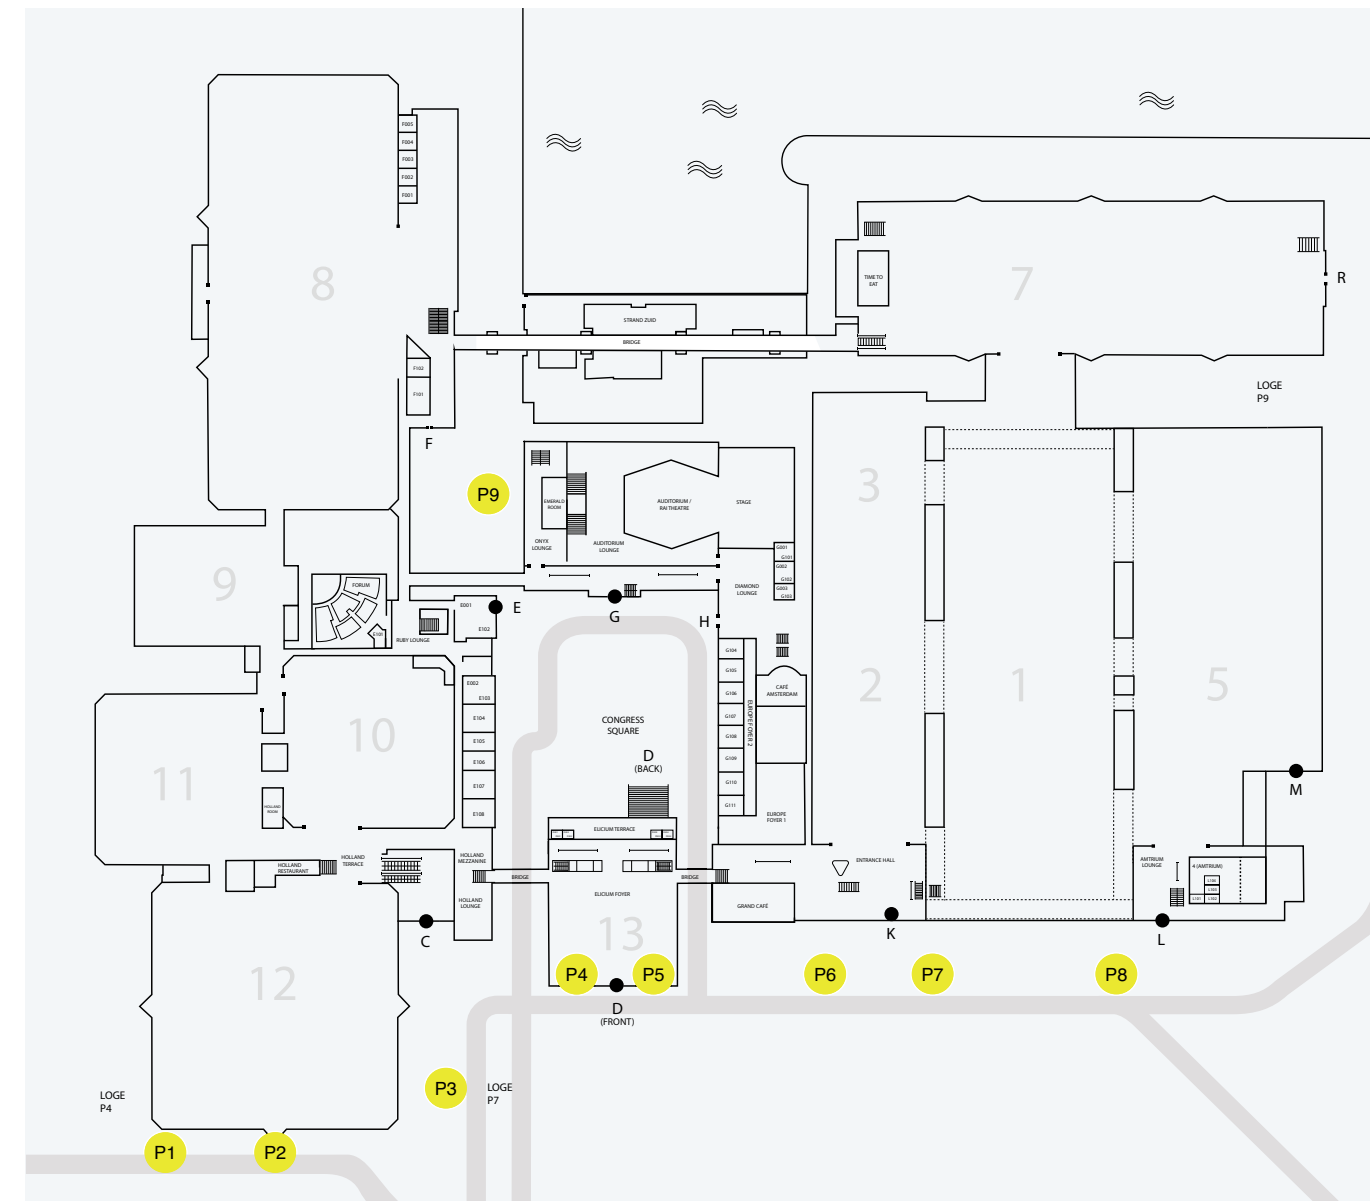 F005
F004
F003
F002
F001
8
7
TIME TO
EAT
R
STRAND ZUID
BRIDGE
F102
F101
LOGE
P9
F
P9
3
EMERALD
ROOM
AUDITORIUM /
RAI THEATRE
STAGE
ONYX
LOUNGE
AUDITORIUM
LOUNGE
G001
G101
G002
G102
G003
G103
DIAMOND
LOUNGE
9
FORUM
E101
RUBY LOUNGE
E001
E102
E
G
H
G104
G105
G106
G107
G108
G109
G110
G111
EUROPE FOYER 2
CAFÉ
AMSTERDAM
EUROPE
FOYER 1
2
1
5
E002
E103
E104
E105
E106
E107
E108
10
11
HOLLAND
ROOM
CONGRESS
SQUARE
D
(BACK)
M
ELICIUM TERRACE
HOLLAND
RESTAURANT
HOLLAND
TERRACE
HOLLAND
MEZZANINE
HOLLAND
LOUNGE
BRIDGE
BRIDGE
ELICIUM FOYER
13
ENTRANCE HALL
GRAND CAFÉ
AMTRIUM
LOUNGE
4 (AMTRIUM)
L101
L102
C
K
L
12
P4
P5
P6
P7
P8
D
(FRONT)
P3
LOGE
P7
LOGE
P4
P1
P2